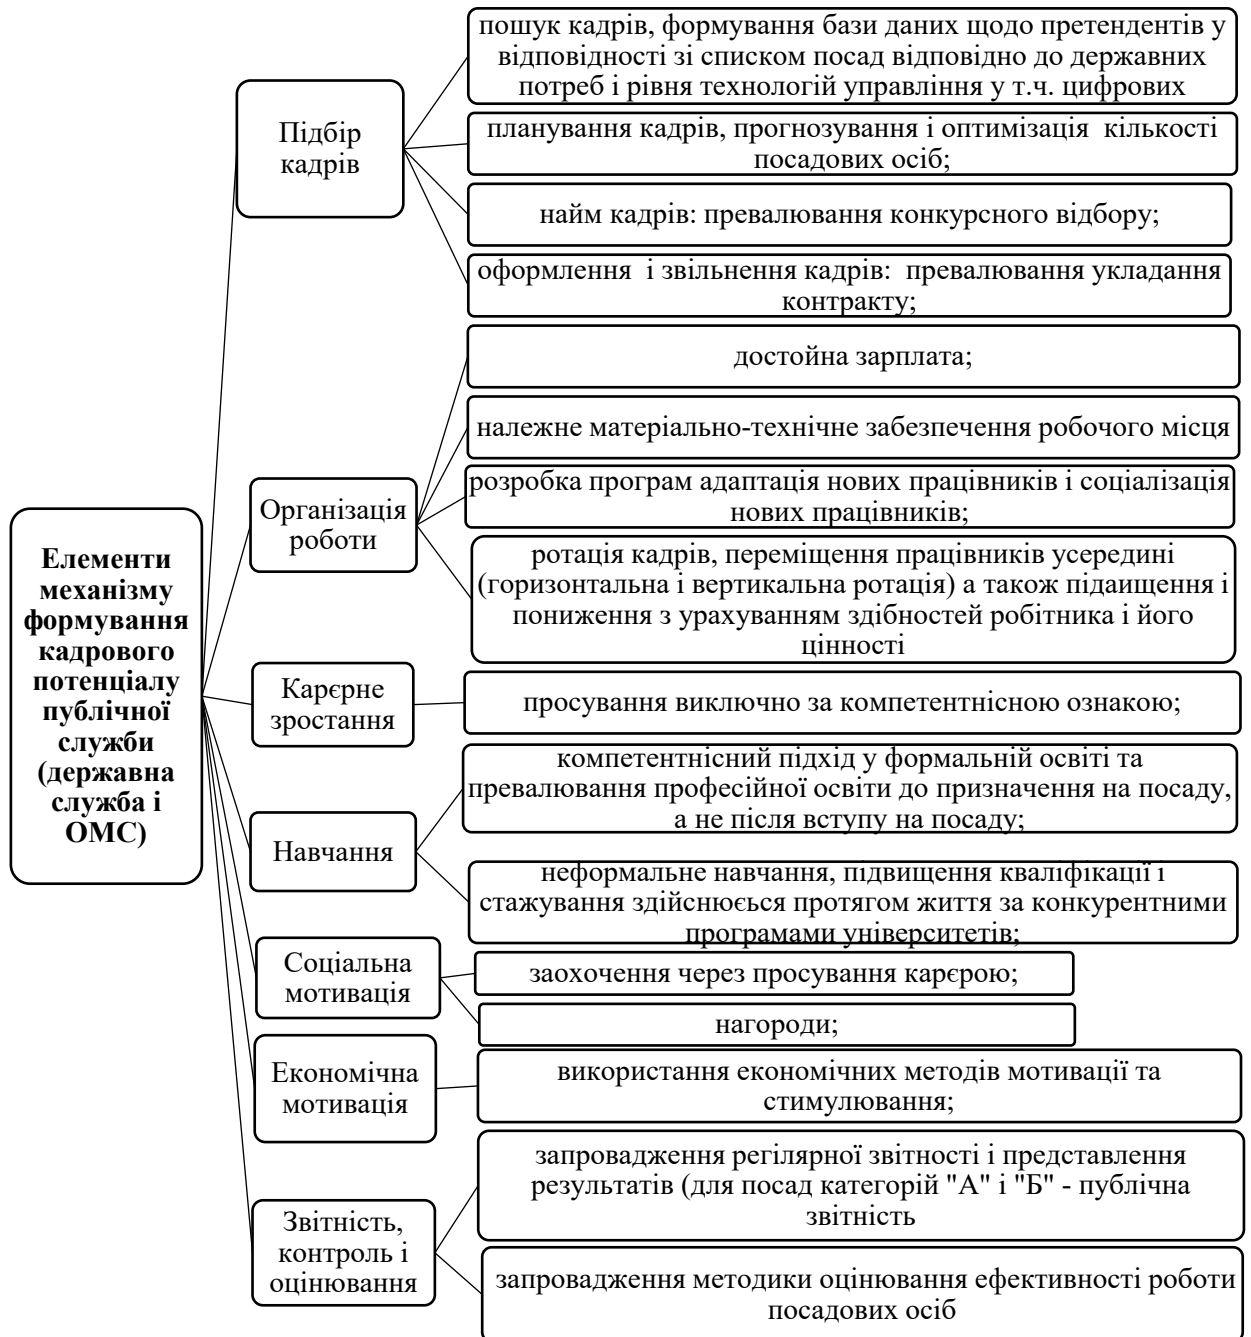 Елементи
механізму
формування
кадрового
потенціалу
публічної
служби
(державна
служба і
ОМС)
Підбір
кадрів
пошук кадрів, формування бази даних щодо претендентів у
відповідності зі списком посад відповідно до державних
потреб і рівня технологій управління у т.ч. цифрових
планування кадрів, прогнозування і оптимізація  кількості
посадових осіб;
найм кадрів: превалювання конкурсного відбору;
оформлення  і звільнення кадрів:  превалювання укладання
контракту;
Організація
роботи
достойна зарплата;
належне матеріально-технічне забезпечення робочого місця
розробка програм адаптація нових працівників і соціалізація
нових працівників;
ротація кадрів, переміщення працівників усередині
(горизонтальна і вертикальна ротація) а також підаищення і
пониження з урахуванням здібностей робітника і його
цінності
Карєрне
зростання
просування виключно за компетентнісною ознакою;
Навчання
компетентнісний підхід у формальній освіті та
превалювання професійної освіти до призначення на посаду,
а не після вступу на посаду;
неформальне навчання, підвищення кваліфікації і
стажування здійснюєься протягом життя за конкурентними
програмами університетів;
Соціальна
мотивація
заохочення через просування карєрою;
нагороди;
Економічна
мотивація
використання економічних методів мотивації та
стимулювання;
Звітність,
контроль і
оцінювання
запровадження регілярної звітності і представлення
результатів (для посад категорій "А" і "Б" - публічна
звітність
запровадження методики оцінювання ефективності роботи
посадових осіб